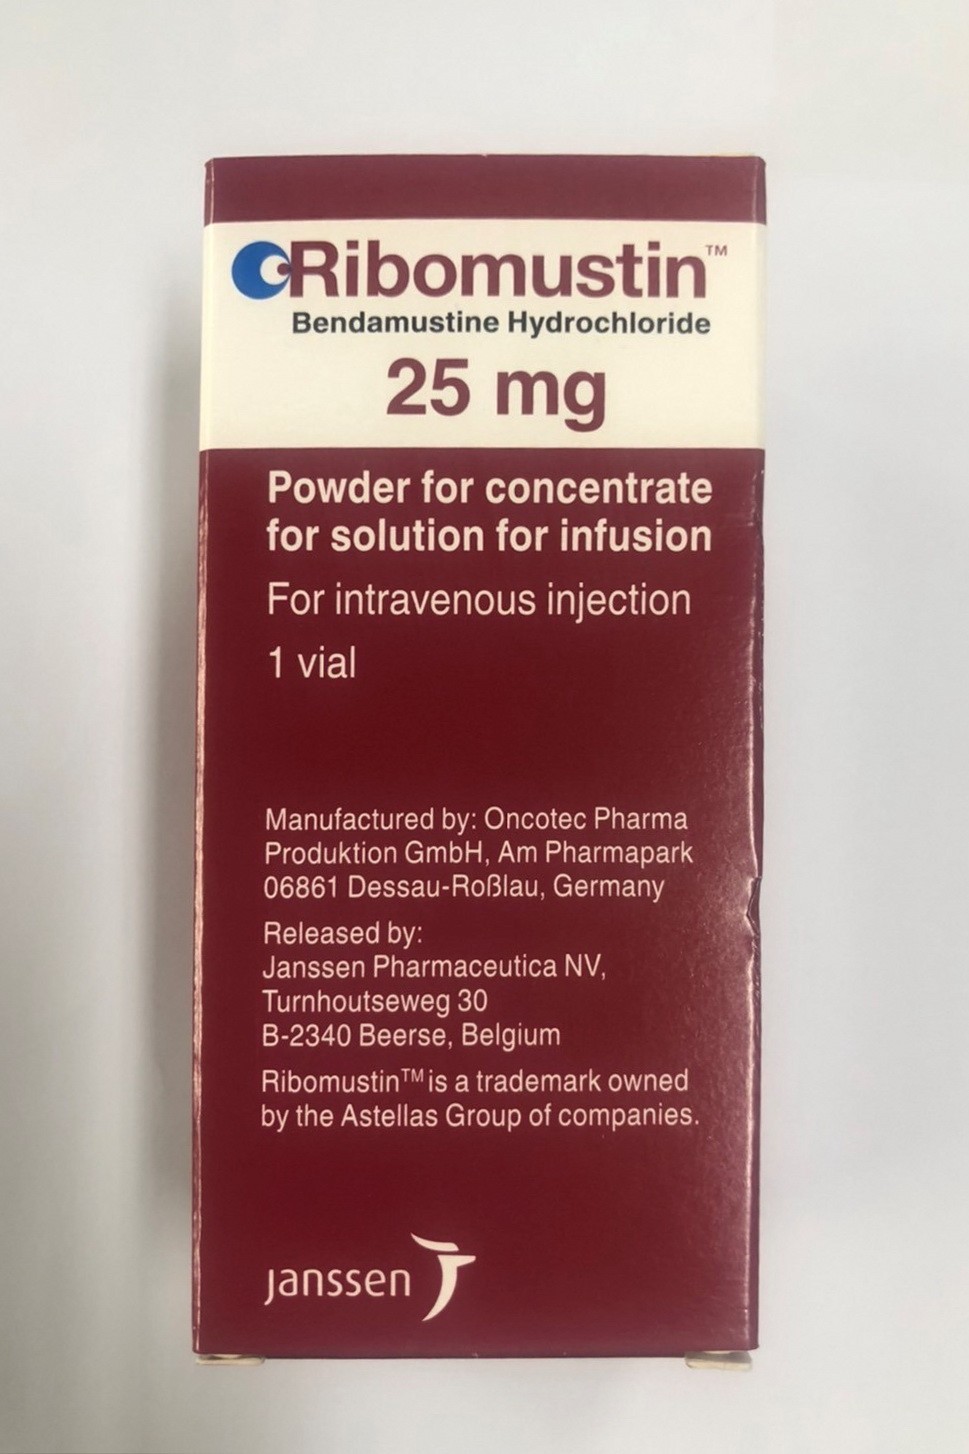 Ribomustin™
Bendamustine Hydrochloride
25 mg
Powder for concentrate
for solution for infusion
For intravenous injection
1 vial
Manufactured by: Oncotec Pharma
Produktion GmbH, Am Pharmapark
06861 Dessau-Roßlau, Germany
Released by:
Janssen Pharmaceutica NV,
Turnhoutseweg 30
B-2340 Beerse, Belgium
Ribomustin™ is a trademark owned
by the Astellas Group of companies.
janssen